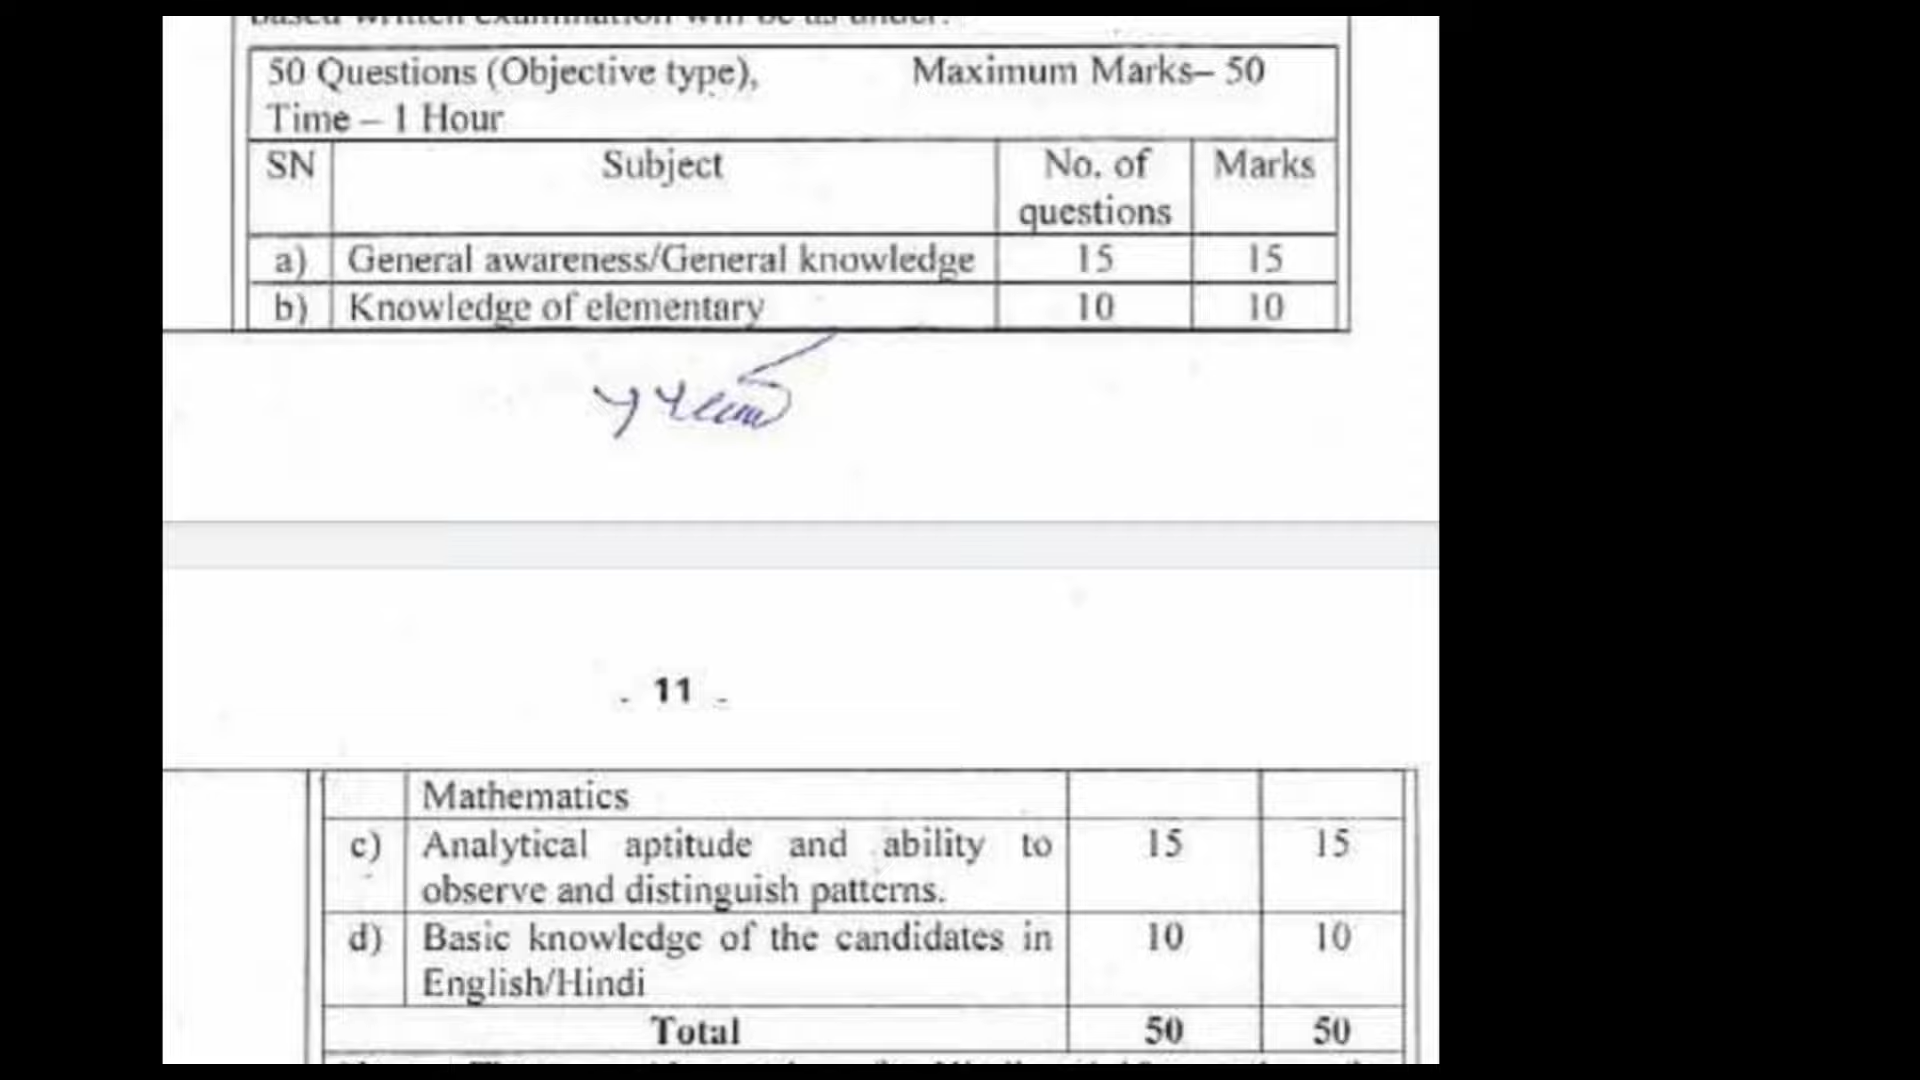 50 Questions (Objective type), Maximum Marks– 50
Time – 1 Hour
SN Subject No. of questions Marks
a) General awareness/General knowledge 15 15
b) Knowledge of elementary 10 10
- 11 -
Mathematics
c) Analytical aptitude and ability to 15 15
observe and distinguish patterns.
d) Basic knowledge of the candidates in 10 10
English/Hindi
Total 50 50